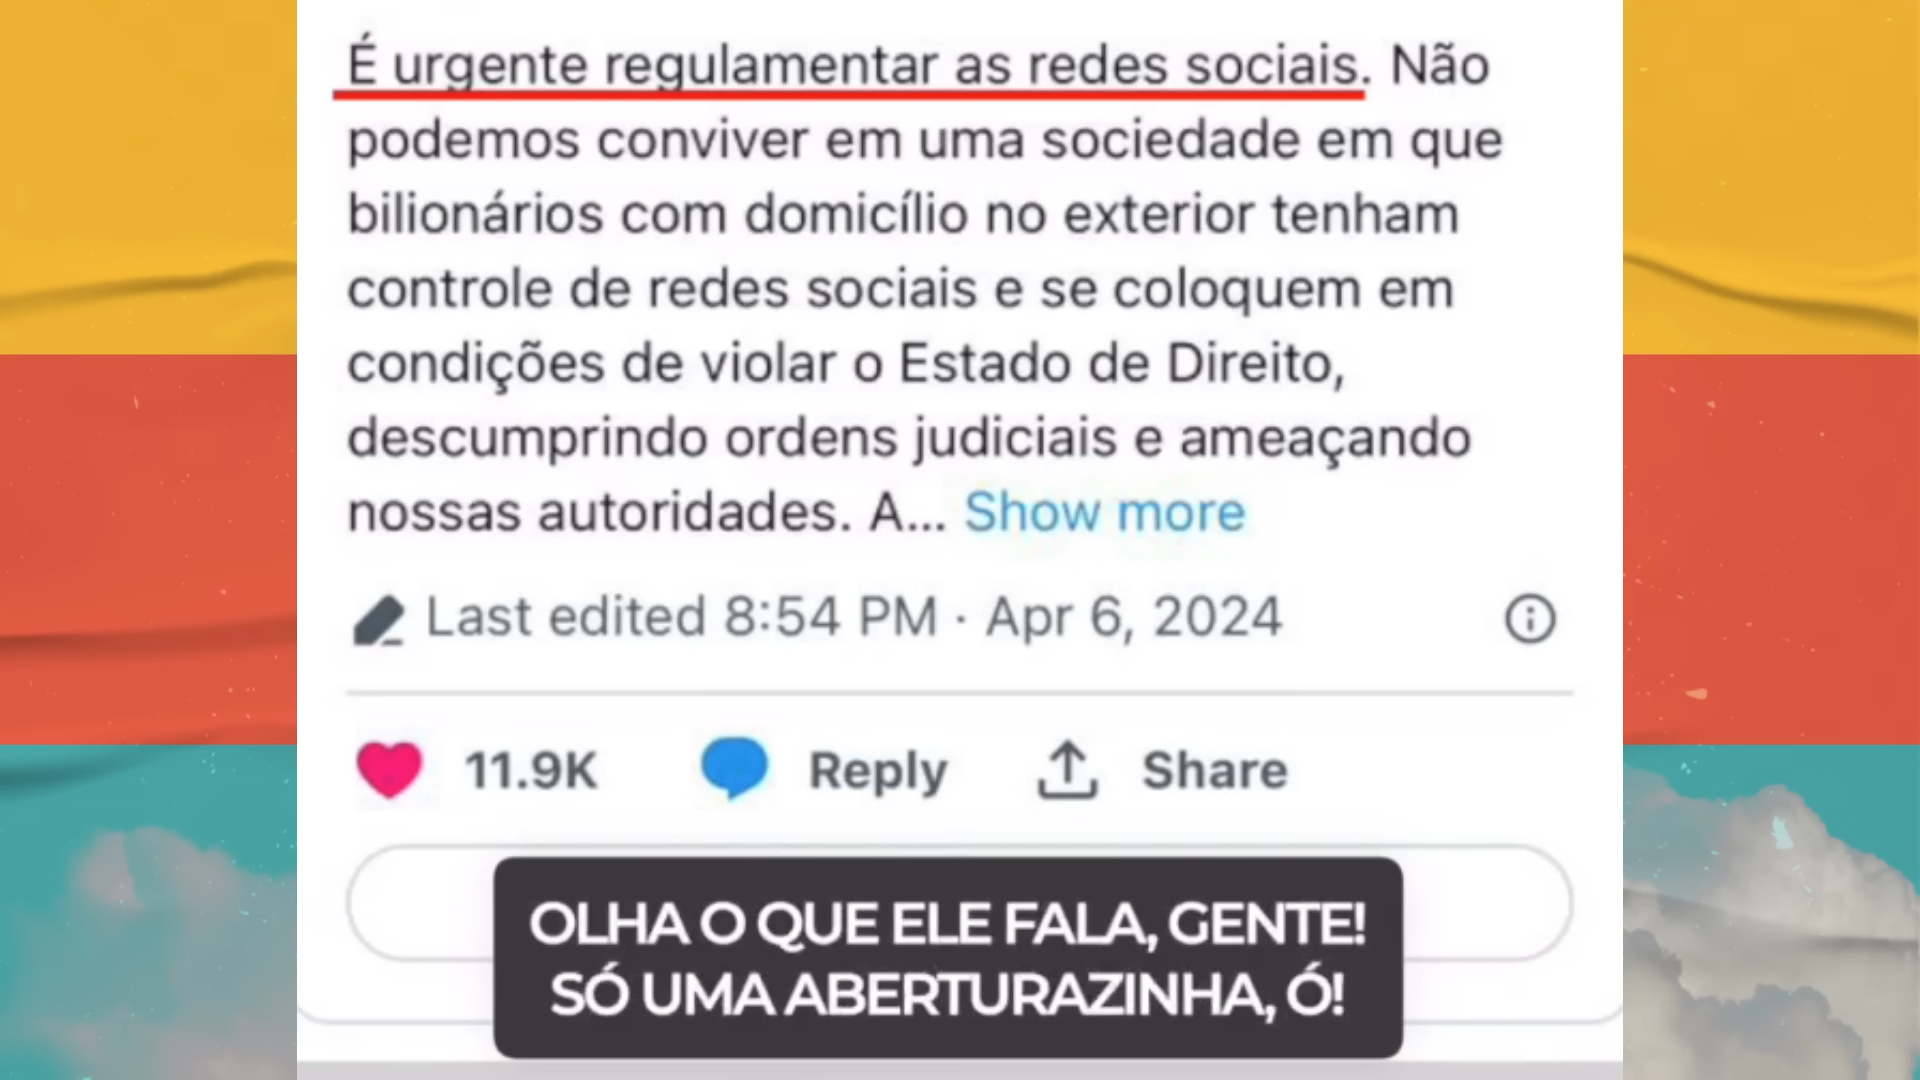 É urgente regulamentar as redes sociais. Não
podemos conviver em uma sociedade em que
bilionários com domicílio no exterior tenham
controle de redes sociais e se coloquem em
condições de violar o Estado de Direito,
descumprindo ordens judiciais e ameaçando
nossas autoridades. A... Show more
Last edited 8:54 PM · Apr 6, 2024
11.9K Reply Share
OLHA O QUE ELE FALA, GENTE!
SÓ UMA ABERTURAZINHA, Ó!